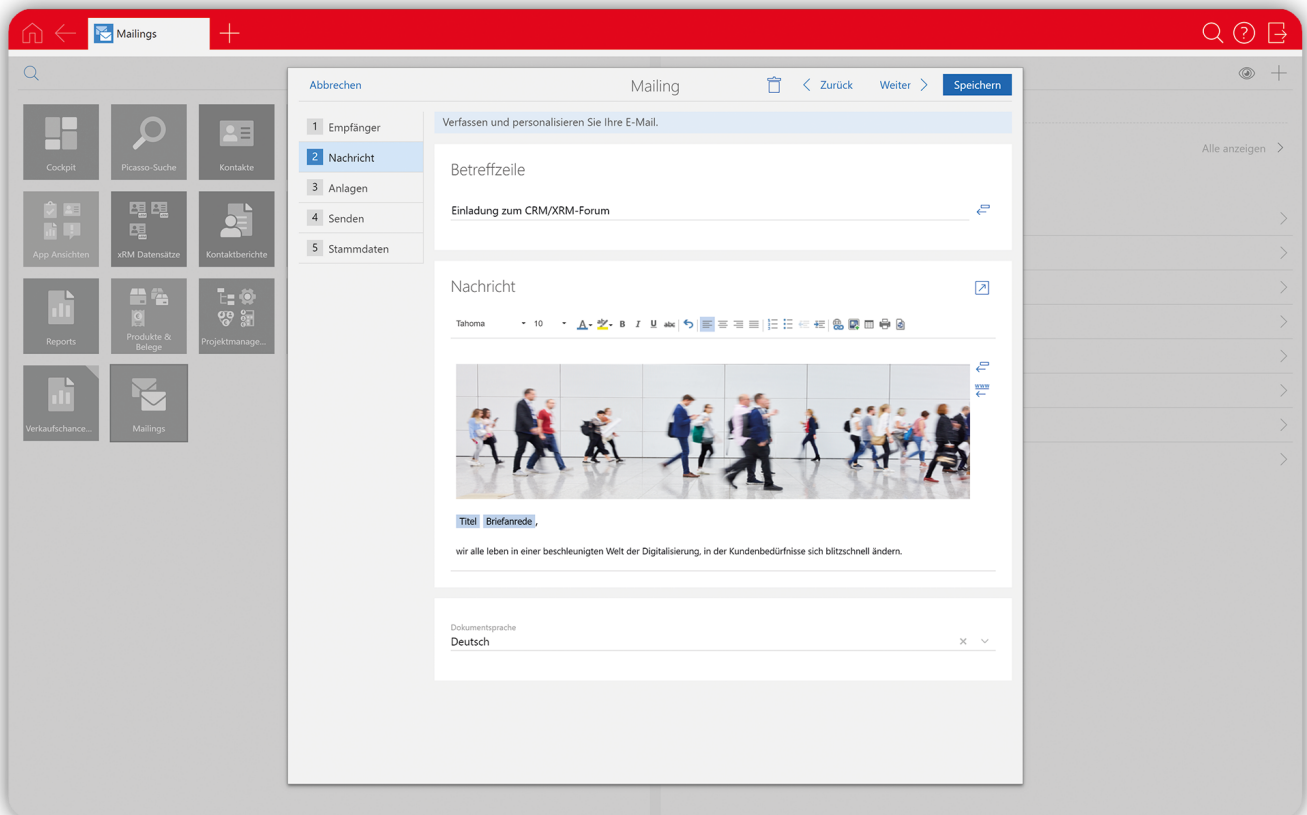 Mailings
Abbrechen
Mailing
Zurück
Weiter
Speichern
Cockpit
Picasso-Suche
Kontakte
App Ansichten
xRM Datensätze
Kontaktberichte
Reports
Produkte &
Belege
Projektmanage...
Verkaufschance...
Mailings
1 Empfänger
2 Nachricht
3 Anlagen
4 Senden
5 Stammdaten
Verfassen und personalisieren Sie Ihre E-Mail.
Betreffzeile
Einladung zum CRM/XRM-Forum
Nachricht
Tahoma 10 A ab B I U abc
www
Titel Briefanrede ,
wir alle leben in einer beschleunigten Welt der Digitalisierung, in der Kundenbedürfnisse sich blitzschnell ändern.
Dokumentsprache
Deutsch
Alle anzeigen